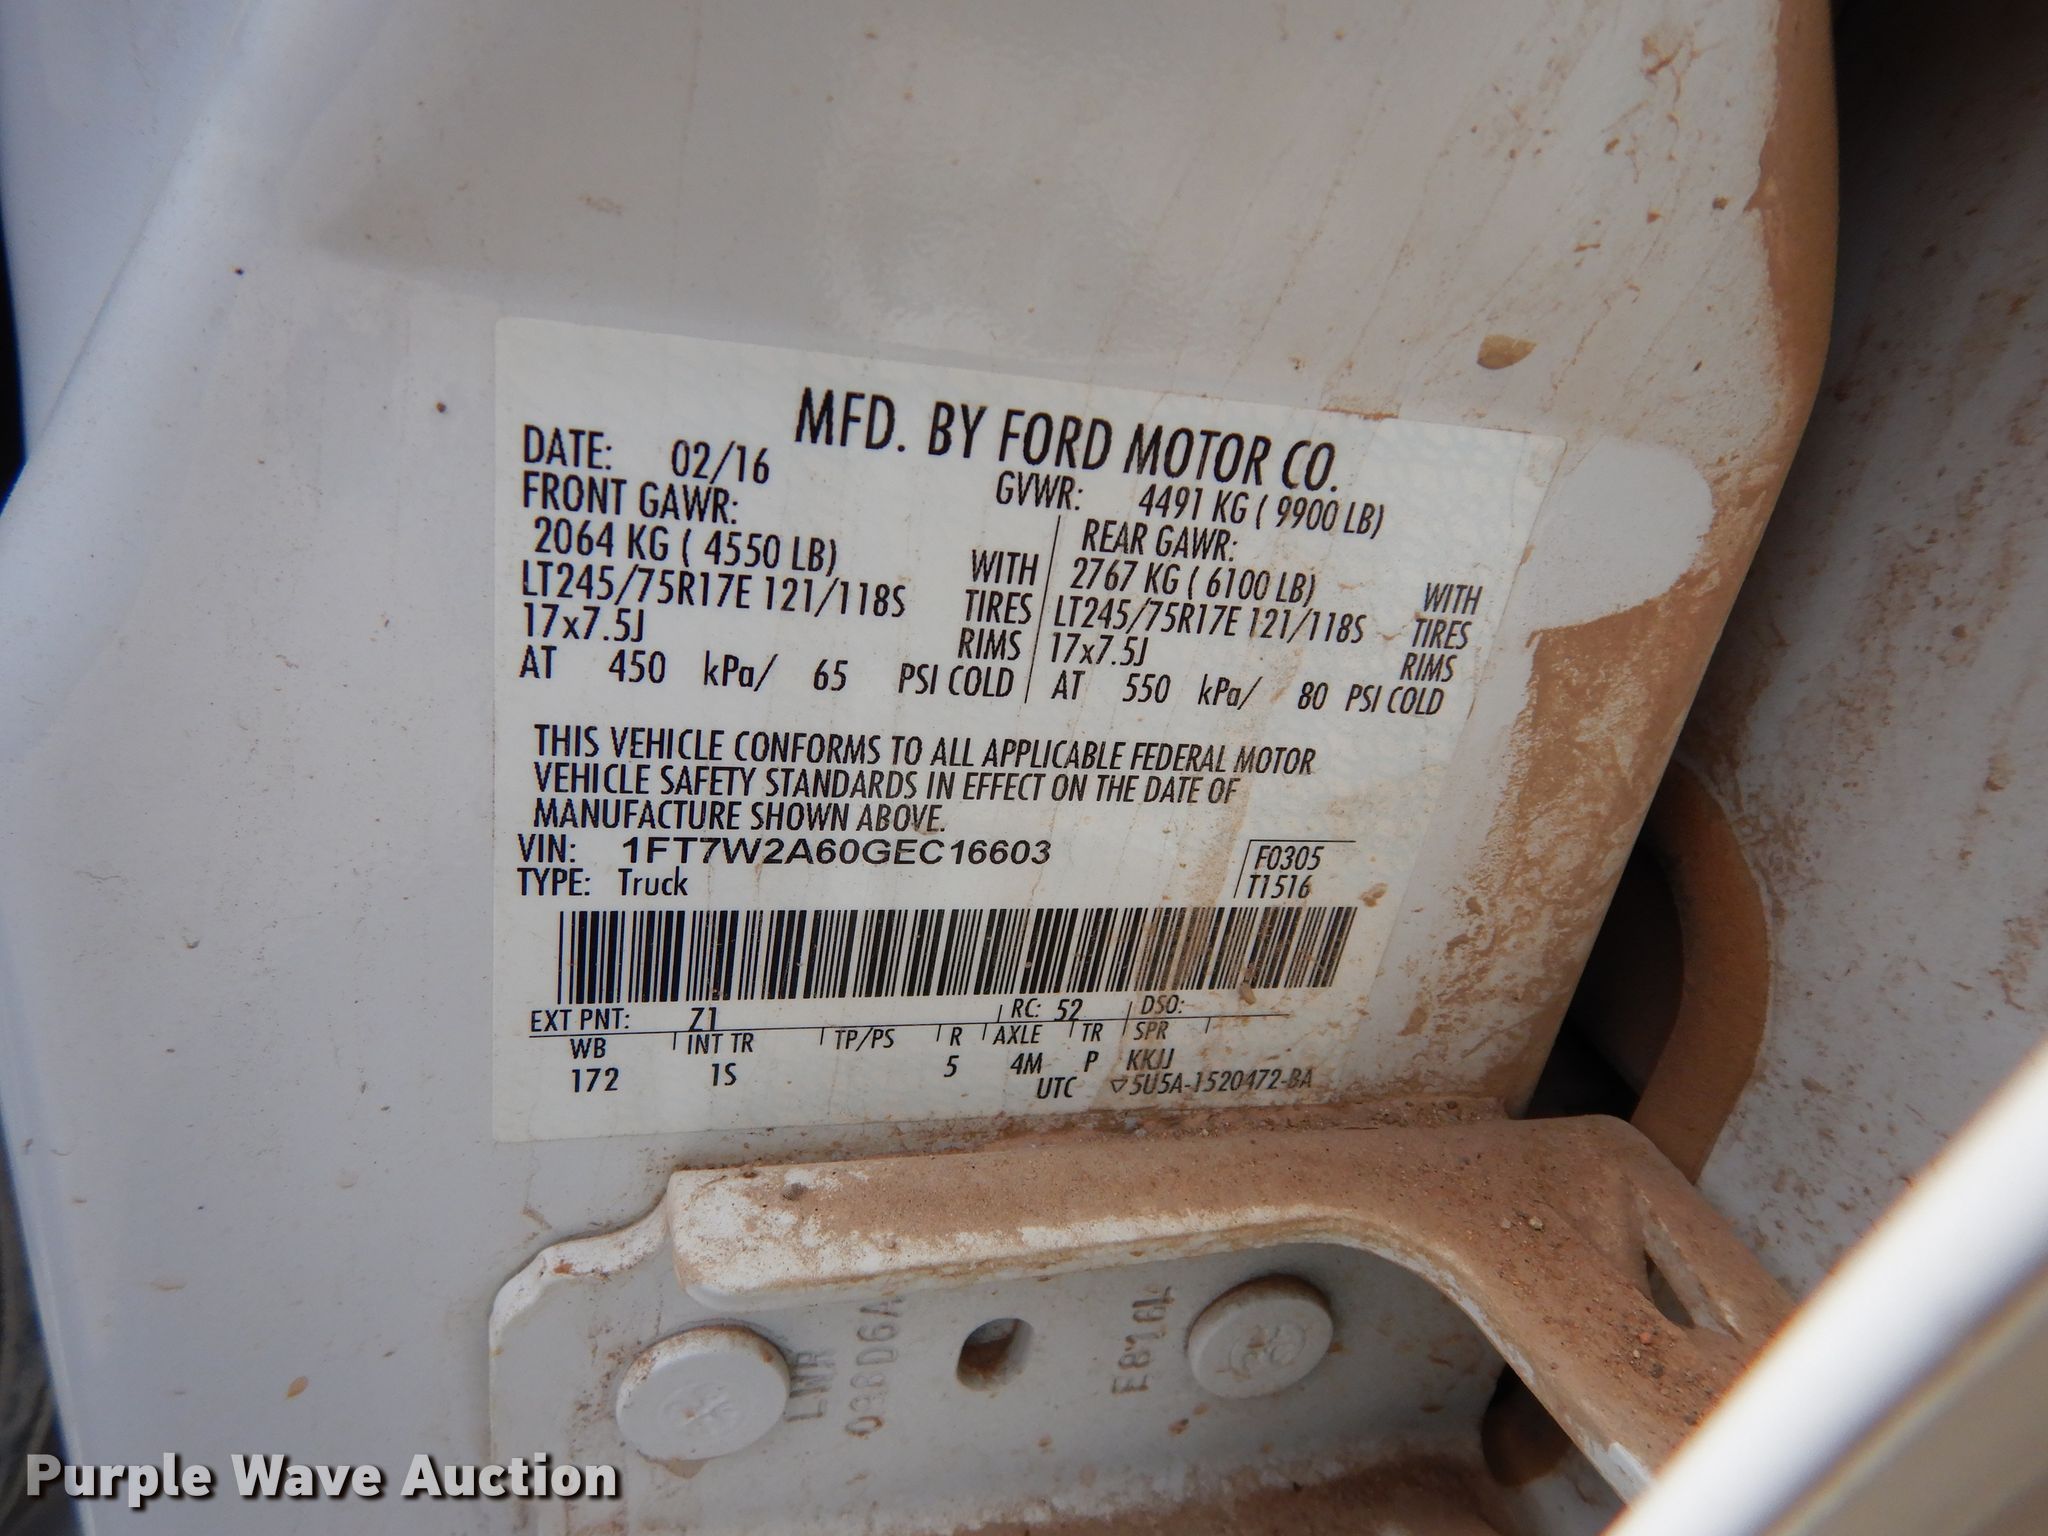 MFD. BY FORD MOTOR CO.
DATE: 02/16 GVWR: 4491 KG ( 9900 LB)
FRONT GAWR: REAR GAWR:
2064 KG ( 4550 LB) WITH 2767 KG ( 6100 LB) WITH
LT245/75R17E 121/118S TIRES LT245/75R17E 121/118S TIRES
17x7.5J RIMS 17x7.5J RIMS
AT 450 kPa/ 65 PSI COLD AT 550 kPa/ 80 PSI COLD
THIS VEHICLE CONFORMS TO ALL APPLICABLE FEDERAL MOTOR
VEHICLE SAFETY STANDARDS IN EFFECT ON THE DATE OF
MANUFACTURE SHOWN ABOVE.
VIN: 1FT7W2A60GEC16603 F0305
TYPE: Truck T1516
EXT PNT: Z1 RC: 52 DSO:
WB INT TR TP/PS R AXLE TR SPR
172 1S 5 4M P KKJJ
UTC ▽5U5A-1520472-BA
LWR
Purple Wave Auction